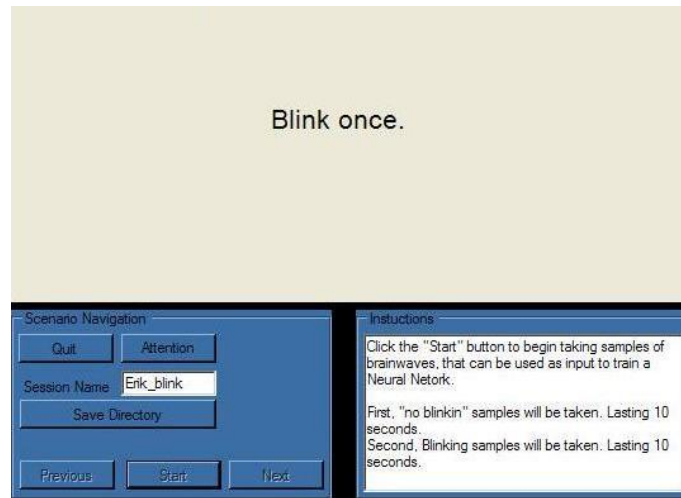 Blink once.
Scenario Navigation
Quit
Attention
Session Name
Erik_blink
Save Directory
Previous
Start
Next
Instuctions
Click the "Start" button to begin taking samples of
brainwaves, that can be used as input to train a
Neural Netork.
First, "no blinkin" samples will be taken. Lasting 10
seconds.
Second, Blinking samples will be taken. Lasting 10
seconds.